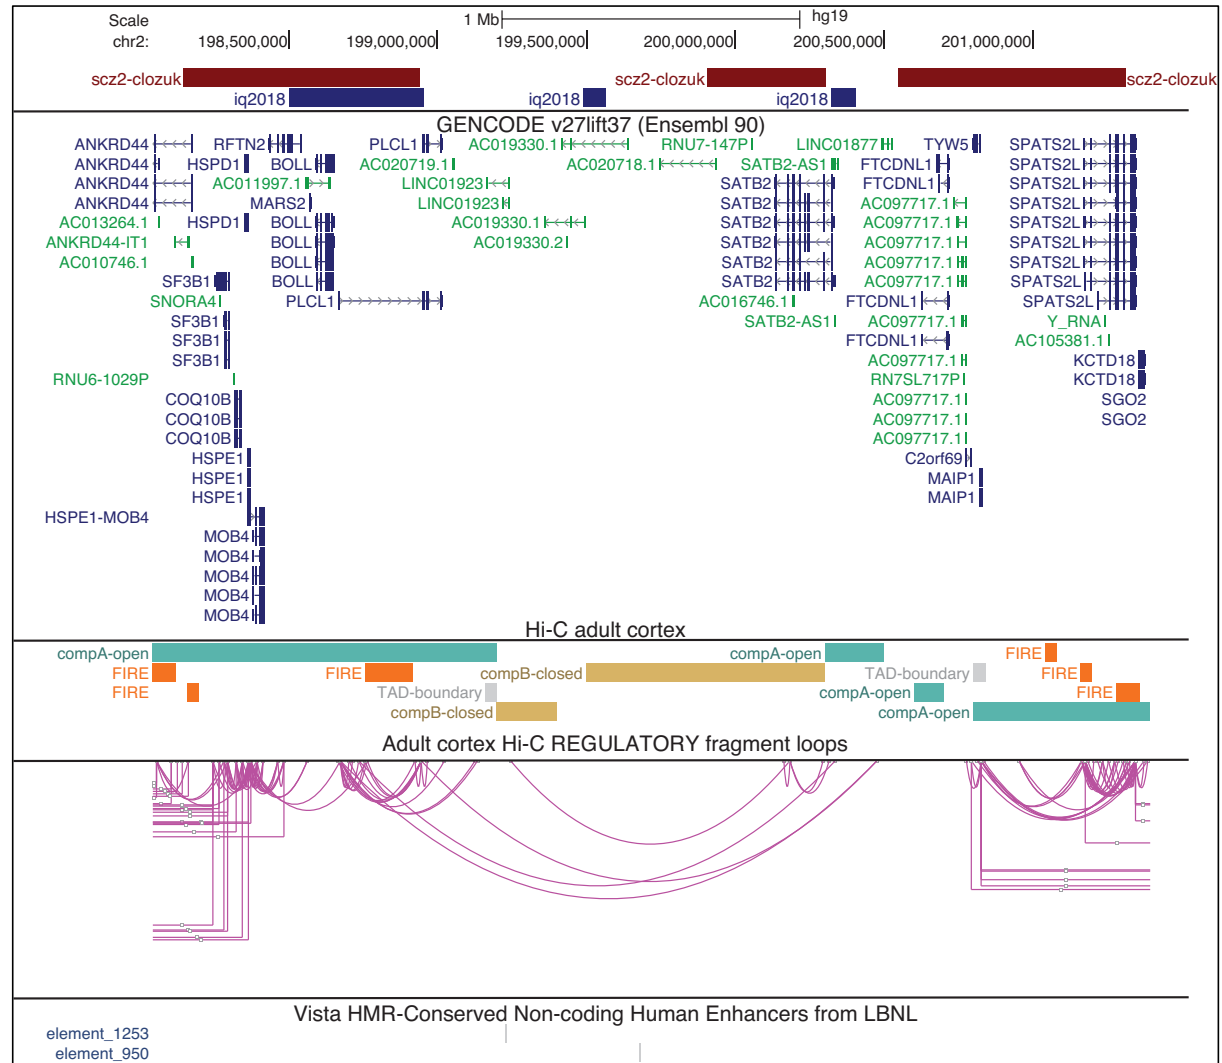 Scale 1 Mb hg19
chr2: 198,500,000 199,000,000 199,500,000 200,000,000 200,500,000 201,000,000
scz2-clozuk scz2-clozuk scz2-clozuk
iq2018 iq2018 iq2018
GENCODE v27lift37 (Ensembl 90)
ANKRD44 RFTN2 PLCL1 AC019330.1 RNU7-147P LINC01877 TYW5 SPATS2L
ANKRD44 HSPD1 BOLL AC020719.1 AC020718.1 SATB2-AS1 FTCDNL1 SPATS2L
ANKRD44 AC011997.1 LINC01923 SATB2 FTCDNL1 SPATS2L
ANKRD44 MARS2 LINC01923 SATB2 AC097717.1 SPATS2L
AC013264.1 HSPD1 BOLL AC019330.1 SATB2 AC097717.1 SPATS2L
ANKRD44-IT1 BOLL AC019330.2 SATB2 AC097717.1 SPATS2L
AC010746.1 BOLL SATB2 AC097717.1 SPATS2L
SF3B1 BOLL SATB2 AC097717.1 SPATS2L
SNORA4 PLCL1 AC016746.1 FTCDNL1 SPATS2L
SF3B1 SATB2-AS1 AC097717.1 Y_RNA
SF3B1 FTCDNL1 AC105381.1
SF3B1 AC097717.1 KCTD18
RNU6-1029P RN7SL717P KCTD18
COQ10B AC097717.1 SGO2
COQ10B AC097717.1 SGO2
COQ10B AC097717.1
HSPE1 C2orf69
HSPE1 MAIP1
HSPE1 MAIP1
HSPE1-MOB4
MOB4
MOB4
MOB4
MOB4
MOB4
Hi-C adult cortex
compA-open compA-open FIRE
FIRE FIRE compB-closed TAD-boundary FIRE
FIRE TAD-boundary compA-open FIRE
compB-closed compA-open
Adult cortex Hi-C REGULATORY fragment loops
Vista HMR-Conserved Non-coding Human Enhancers from LBNL
element_1253
element_950